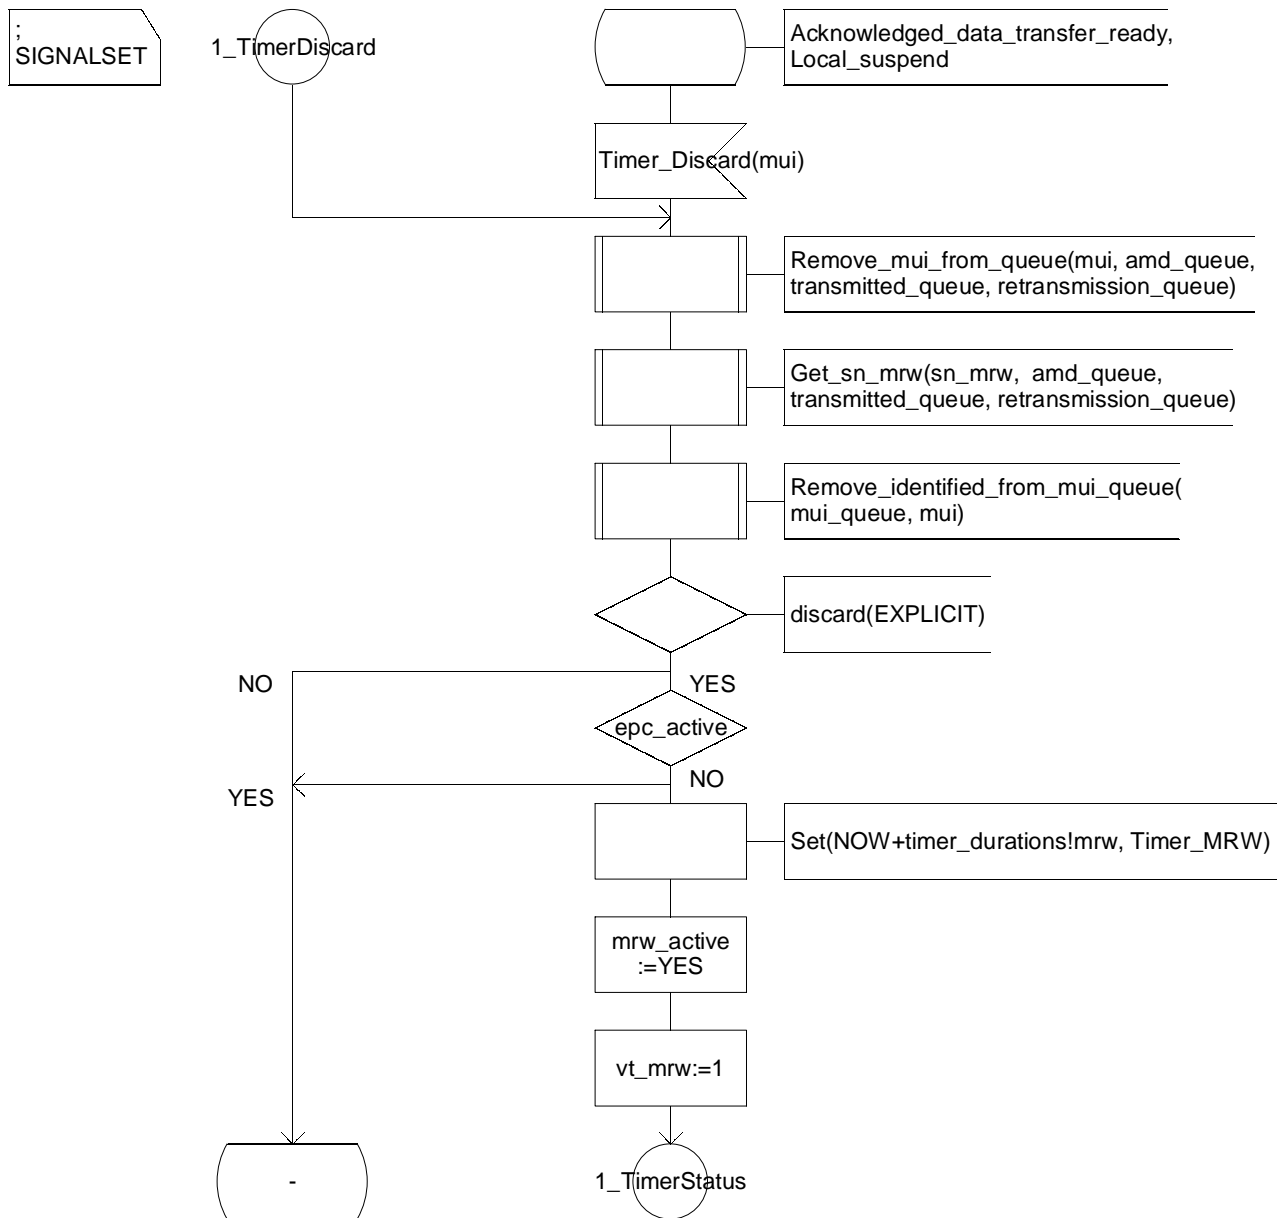 ;
SIGNALSET
1_TimerDiscard
Acknowledged_data_transfer_ready,
Local_suspend
Timer_Discard(mui)
Remove_mui_from_queue(mui, amd_queue,
transmitted_queue, retransmission_queue)
Get_sn_mrw(sn_mrw,  amd_queue,
transmitted_queue, retransmission_queue)
Remove_identified_from_mui_queue(
mui_queue, mui)
discard(EXPLICIT)
NO
YES
epc_active
NO
YES
Set(NOW+timer_durations!mrw, Timer_MRW)
mrw_active
:=YES
vt_mrw:=1
-
1_TimerStatus